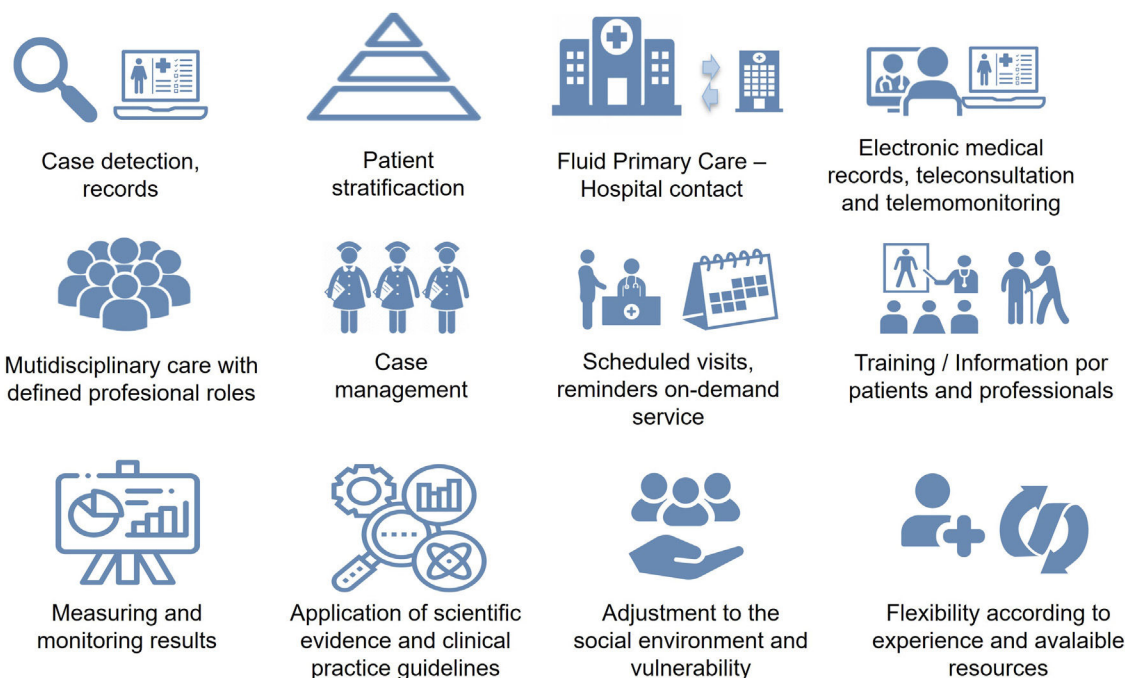 Case detection,
records
Patient
stratificaction
Fluid Primary Care –
Hospital contact
Electronic medical
records, teleconsultation
and telemomonitoring
Mutidisciplinary care with
defined profesional roles
Case
management
Scheduled visits,
reminders on-demand
service
Training / Information por
patients and professionals
Measuring and
monitoring results
Application of scientific
evidence and clinical
practice guidelines
Adjustment to the
social environment and
vulnerability
Flexibility according to
experience and avalaible
resources